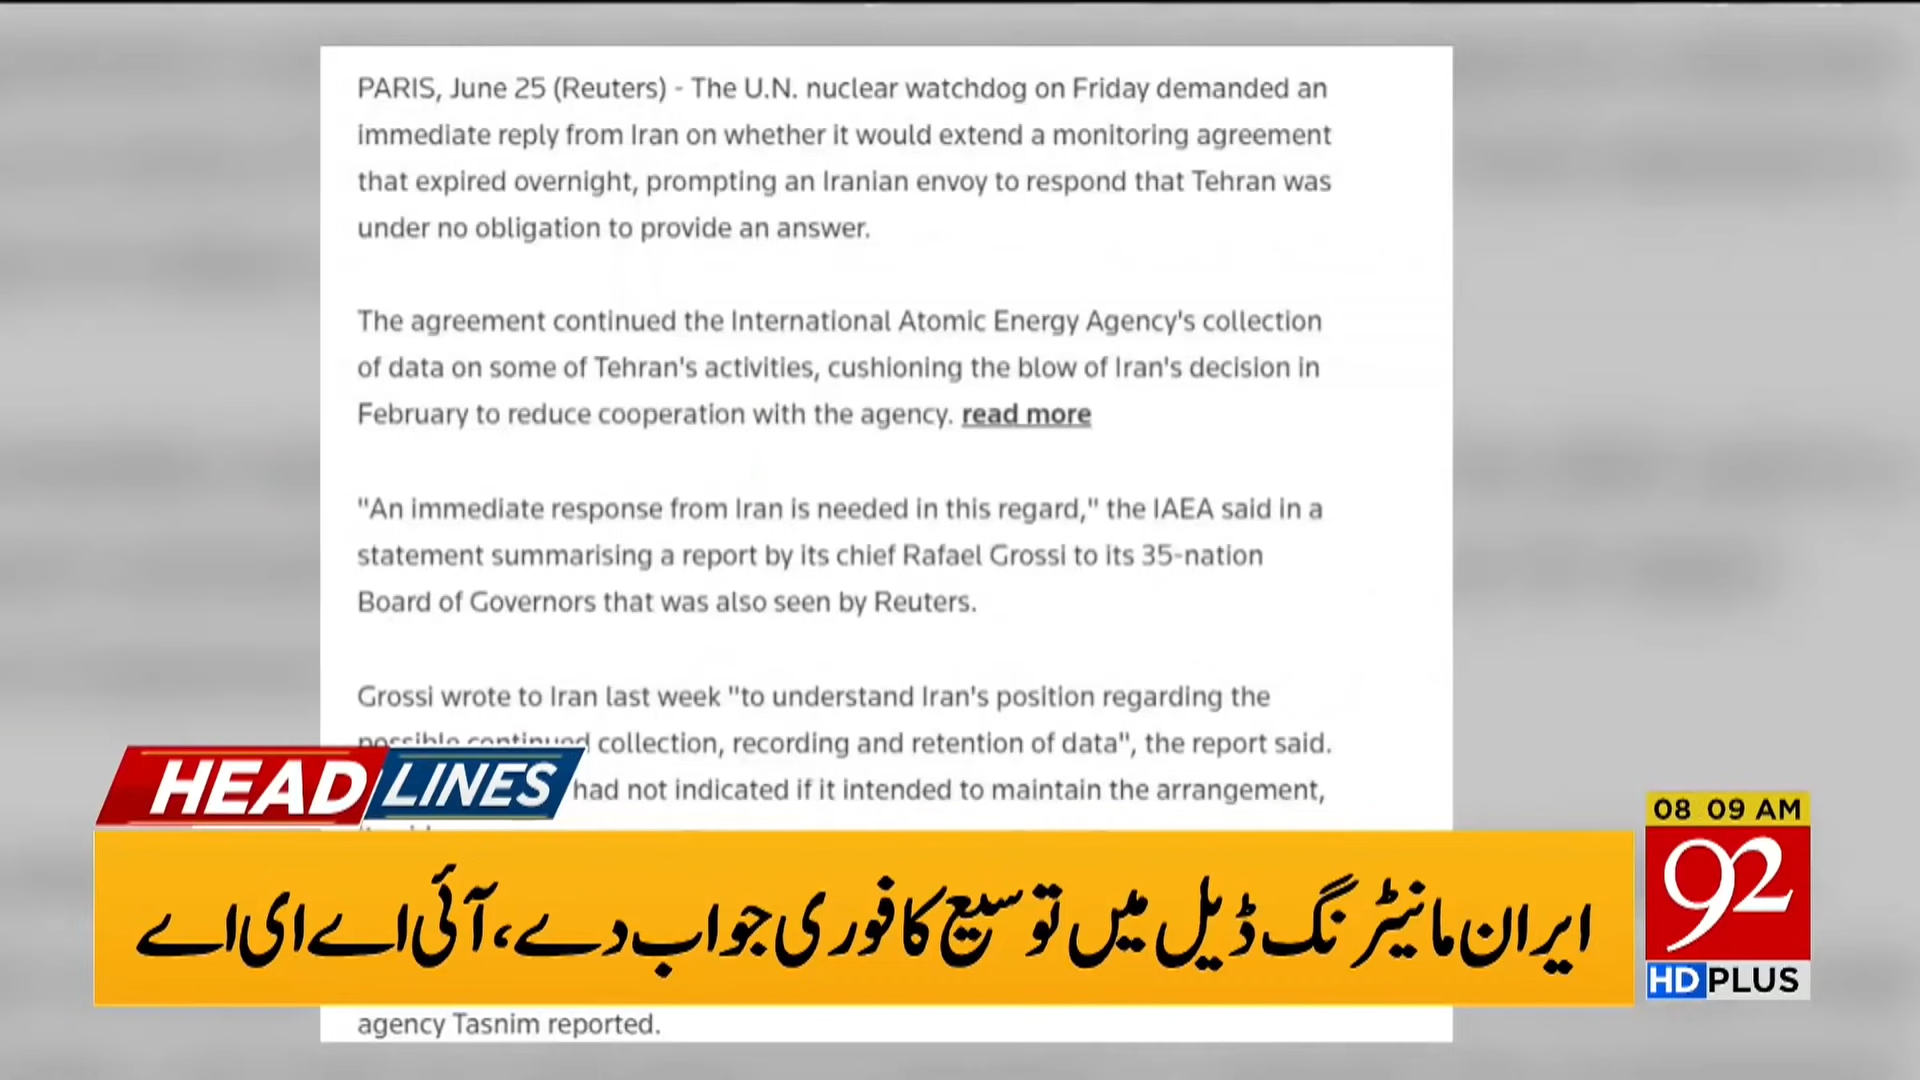 PARIS, June 25 (Reuters) - The U.N. nuclear watchdog on Friday demanded an
immediate reply from Iran on whether it would extend a monitoring agreement
that expired overnight, prompting an Iranian envoy to respond that Tehran was
under no obligation to provide an answer.
The agreement continued the International Atomic Energy Agency's collection
of data on some of Tehran's activities, cushioning the blow of Iran's decision in
February to reduce cooperation with the agency. read more
"An immediate response from Iran is needed in this regard," the IAEA said in a
statement summarising a report by its chief Rafael Grossi to its 35-nation
Board of Governors that was also seen by Reuters.
Grossi wrote to Iran last week "to understand Iran's position regarding the
possible continued collection, recording and retention of data", the report said.
had not indicated if it intended to maintain the arrangement,
HEADLINES
ایران مانیٹرنگ ڈیل میں توسیع کا فوری جواب دے، آئی اے ای اے
agency Tasnim reported.
08 09 AM
92
HD PLUS